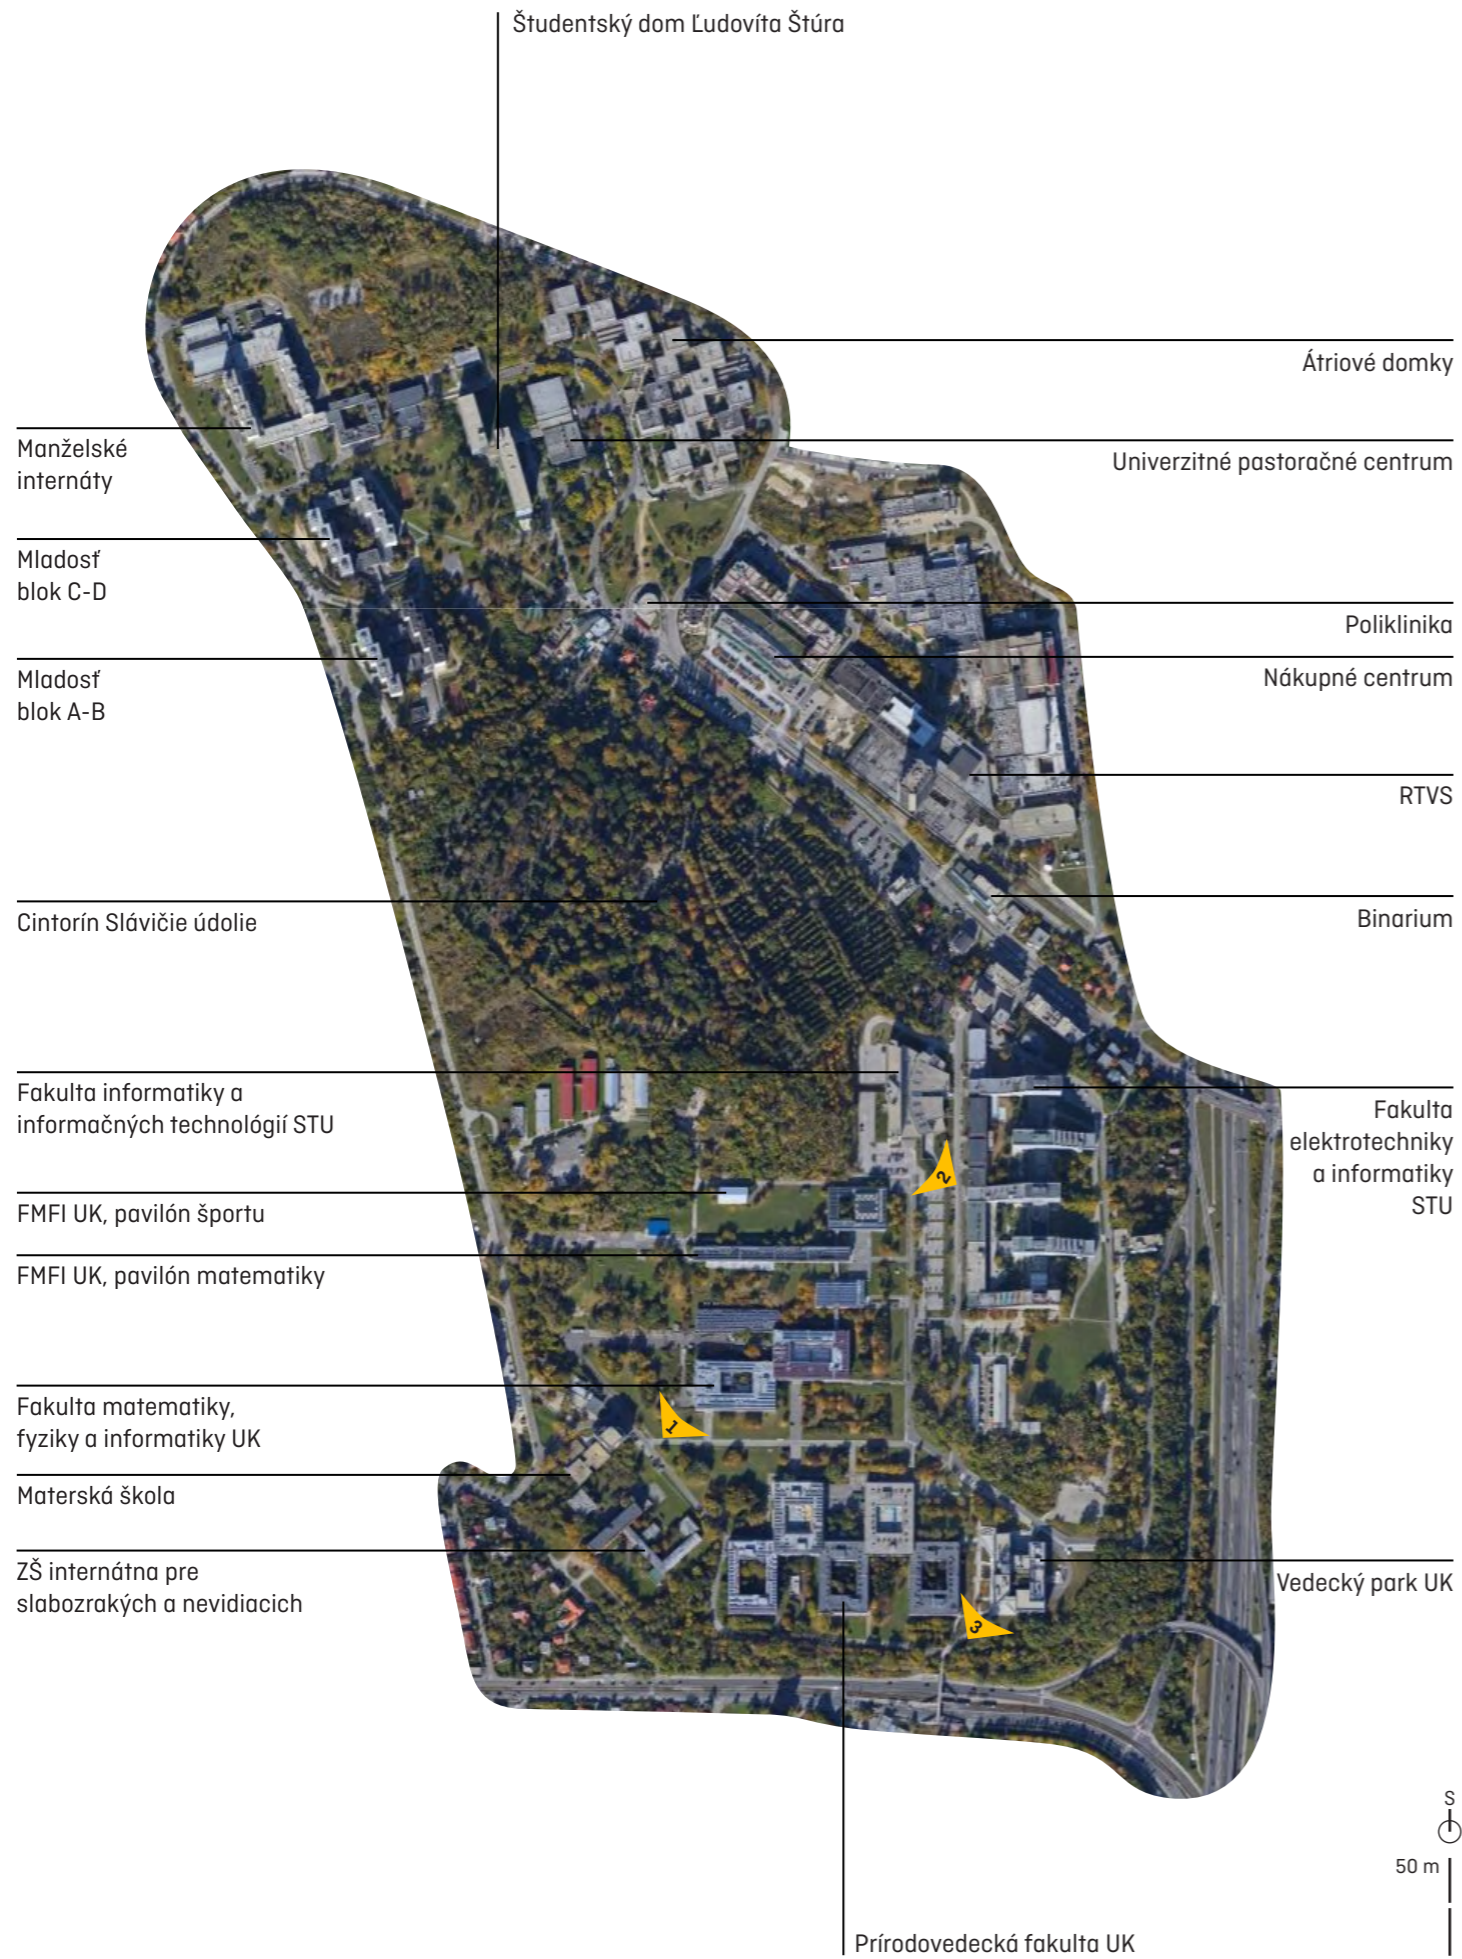 Študentský dom Ľudovíta Štúra
Átriové domky
Manželské
internáty
Univerzitné pastoračné centrum
Mladosť
blok C-D
Poliklinika
Mladosť
blok A-B
Nákupné centrum
RTVS
Cintorín Slávičie údolie
Binarium
Fakulta informatiky a
informačných technológií STU
Fakulta
elektrotechniky
a informatiky
STU
2
FMFI UK, pavilón športu
FMFI UK, pavilón matematiky
Fakulta matematiky,
fyziky a informatiky UK
1
Materská škola
ZŠ internátna pre
slabozrakých a nevidiacich
Vedecký park UK
3
S
50 m
Prírodovedecká fakulta UK